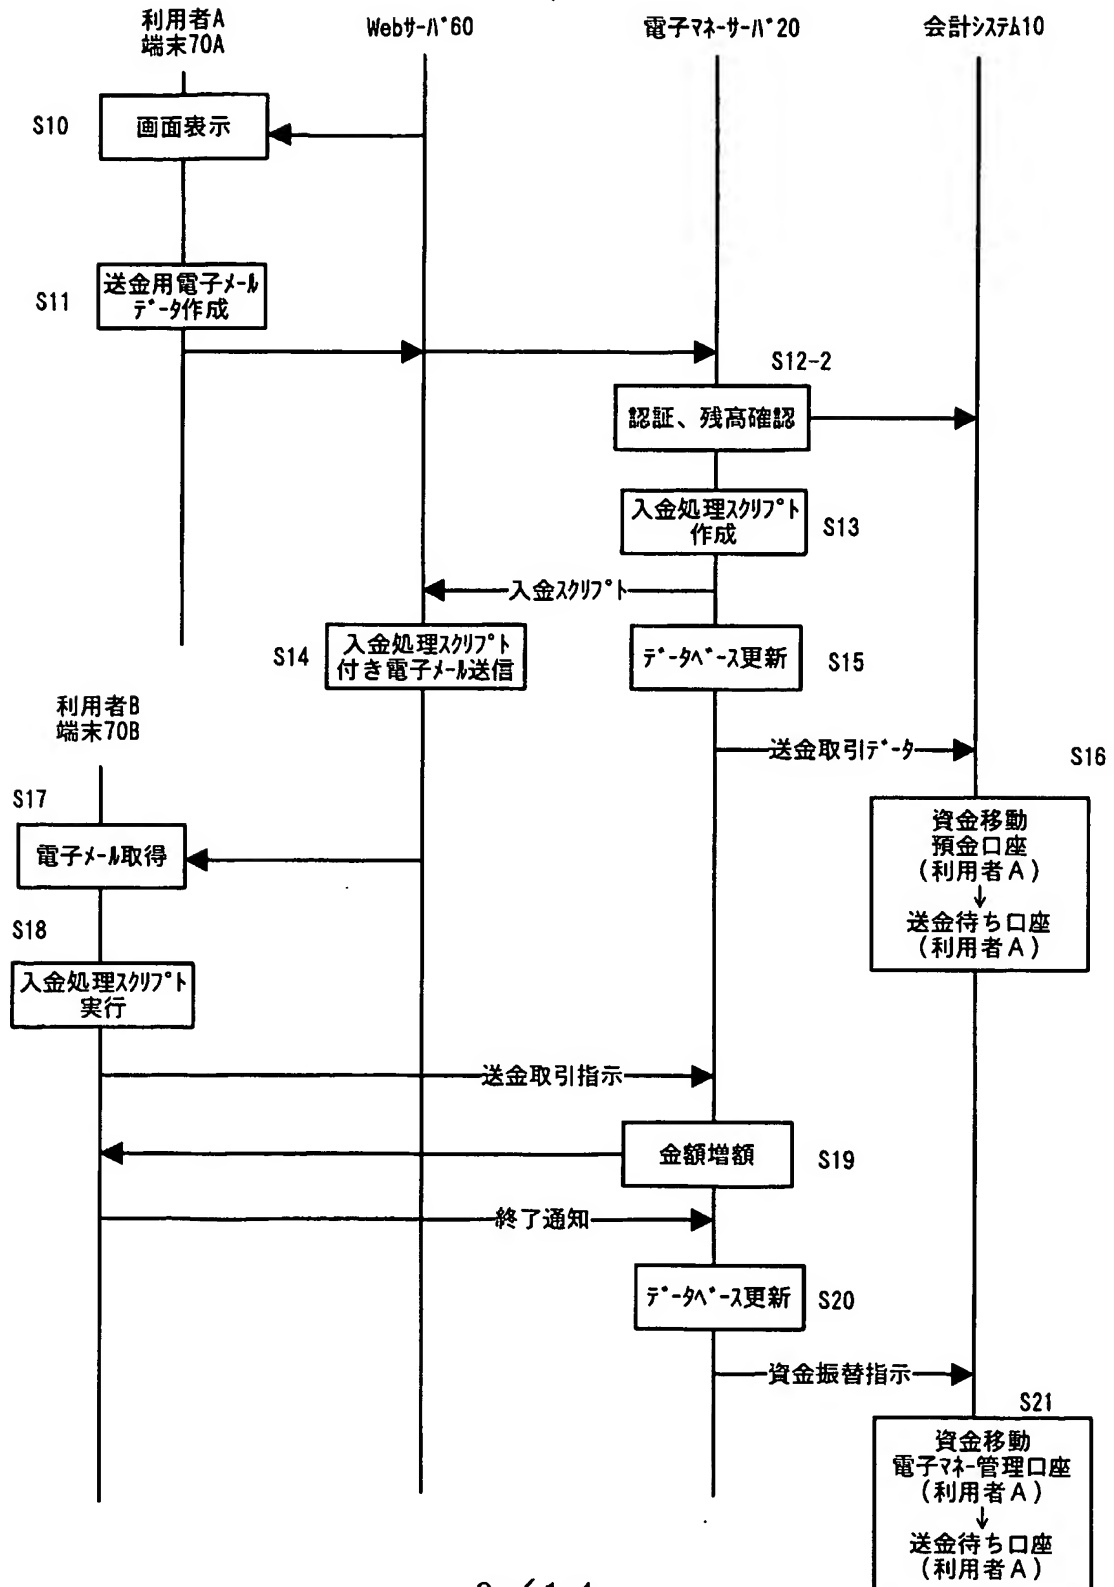 利用者A
端末70A
Webｻｰﾊﾞ60
電子ﾏﾈｰｻｰﾊﾞ20
会計ｼｽﾃﾑ10
S10
画面表示
S11
送金用電子ﾒｰﾙ
ﾃﾞｰﾀ作成
S12-2
認証、残高確認
入金処理ｽｸﾘﾌﾟﾄ
作成
S13
入金ｽｸﾘﾌﾟﾄ
S14
入金処理ｽｸﾘﾌﾟﾄ
付き電子ﾒｰﾙ送信
ﾃﾞｰﾀﾍﾞｰｽ更新
S15
利用者B
端末70B
送金取引ﾃﾞｰﾀ
S16
S17
電子ﾒｰﾙ取得
資金移動
預金口座
(利用者A)
↓
送金待ち口座
(利用者A)
S18
入金処理ｽｸﾘﾌﾟﾄ
実行
送金取引指示
金額増額
S19
終了通知
ﾃﾞｰﾀﾍﾞｰｽ更新
S20
資金振替指示
S21
資金移動
電子ﾏﾈｰ管理口座
(利用者A)
↓
送金待ち口座
(利用者A)